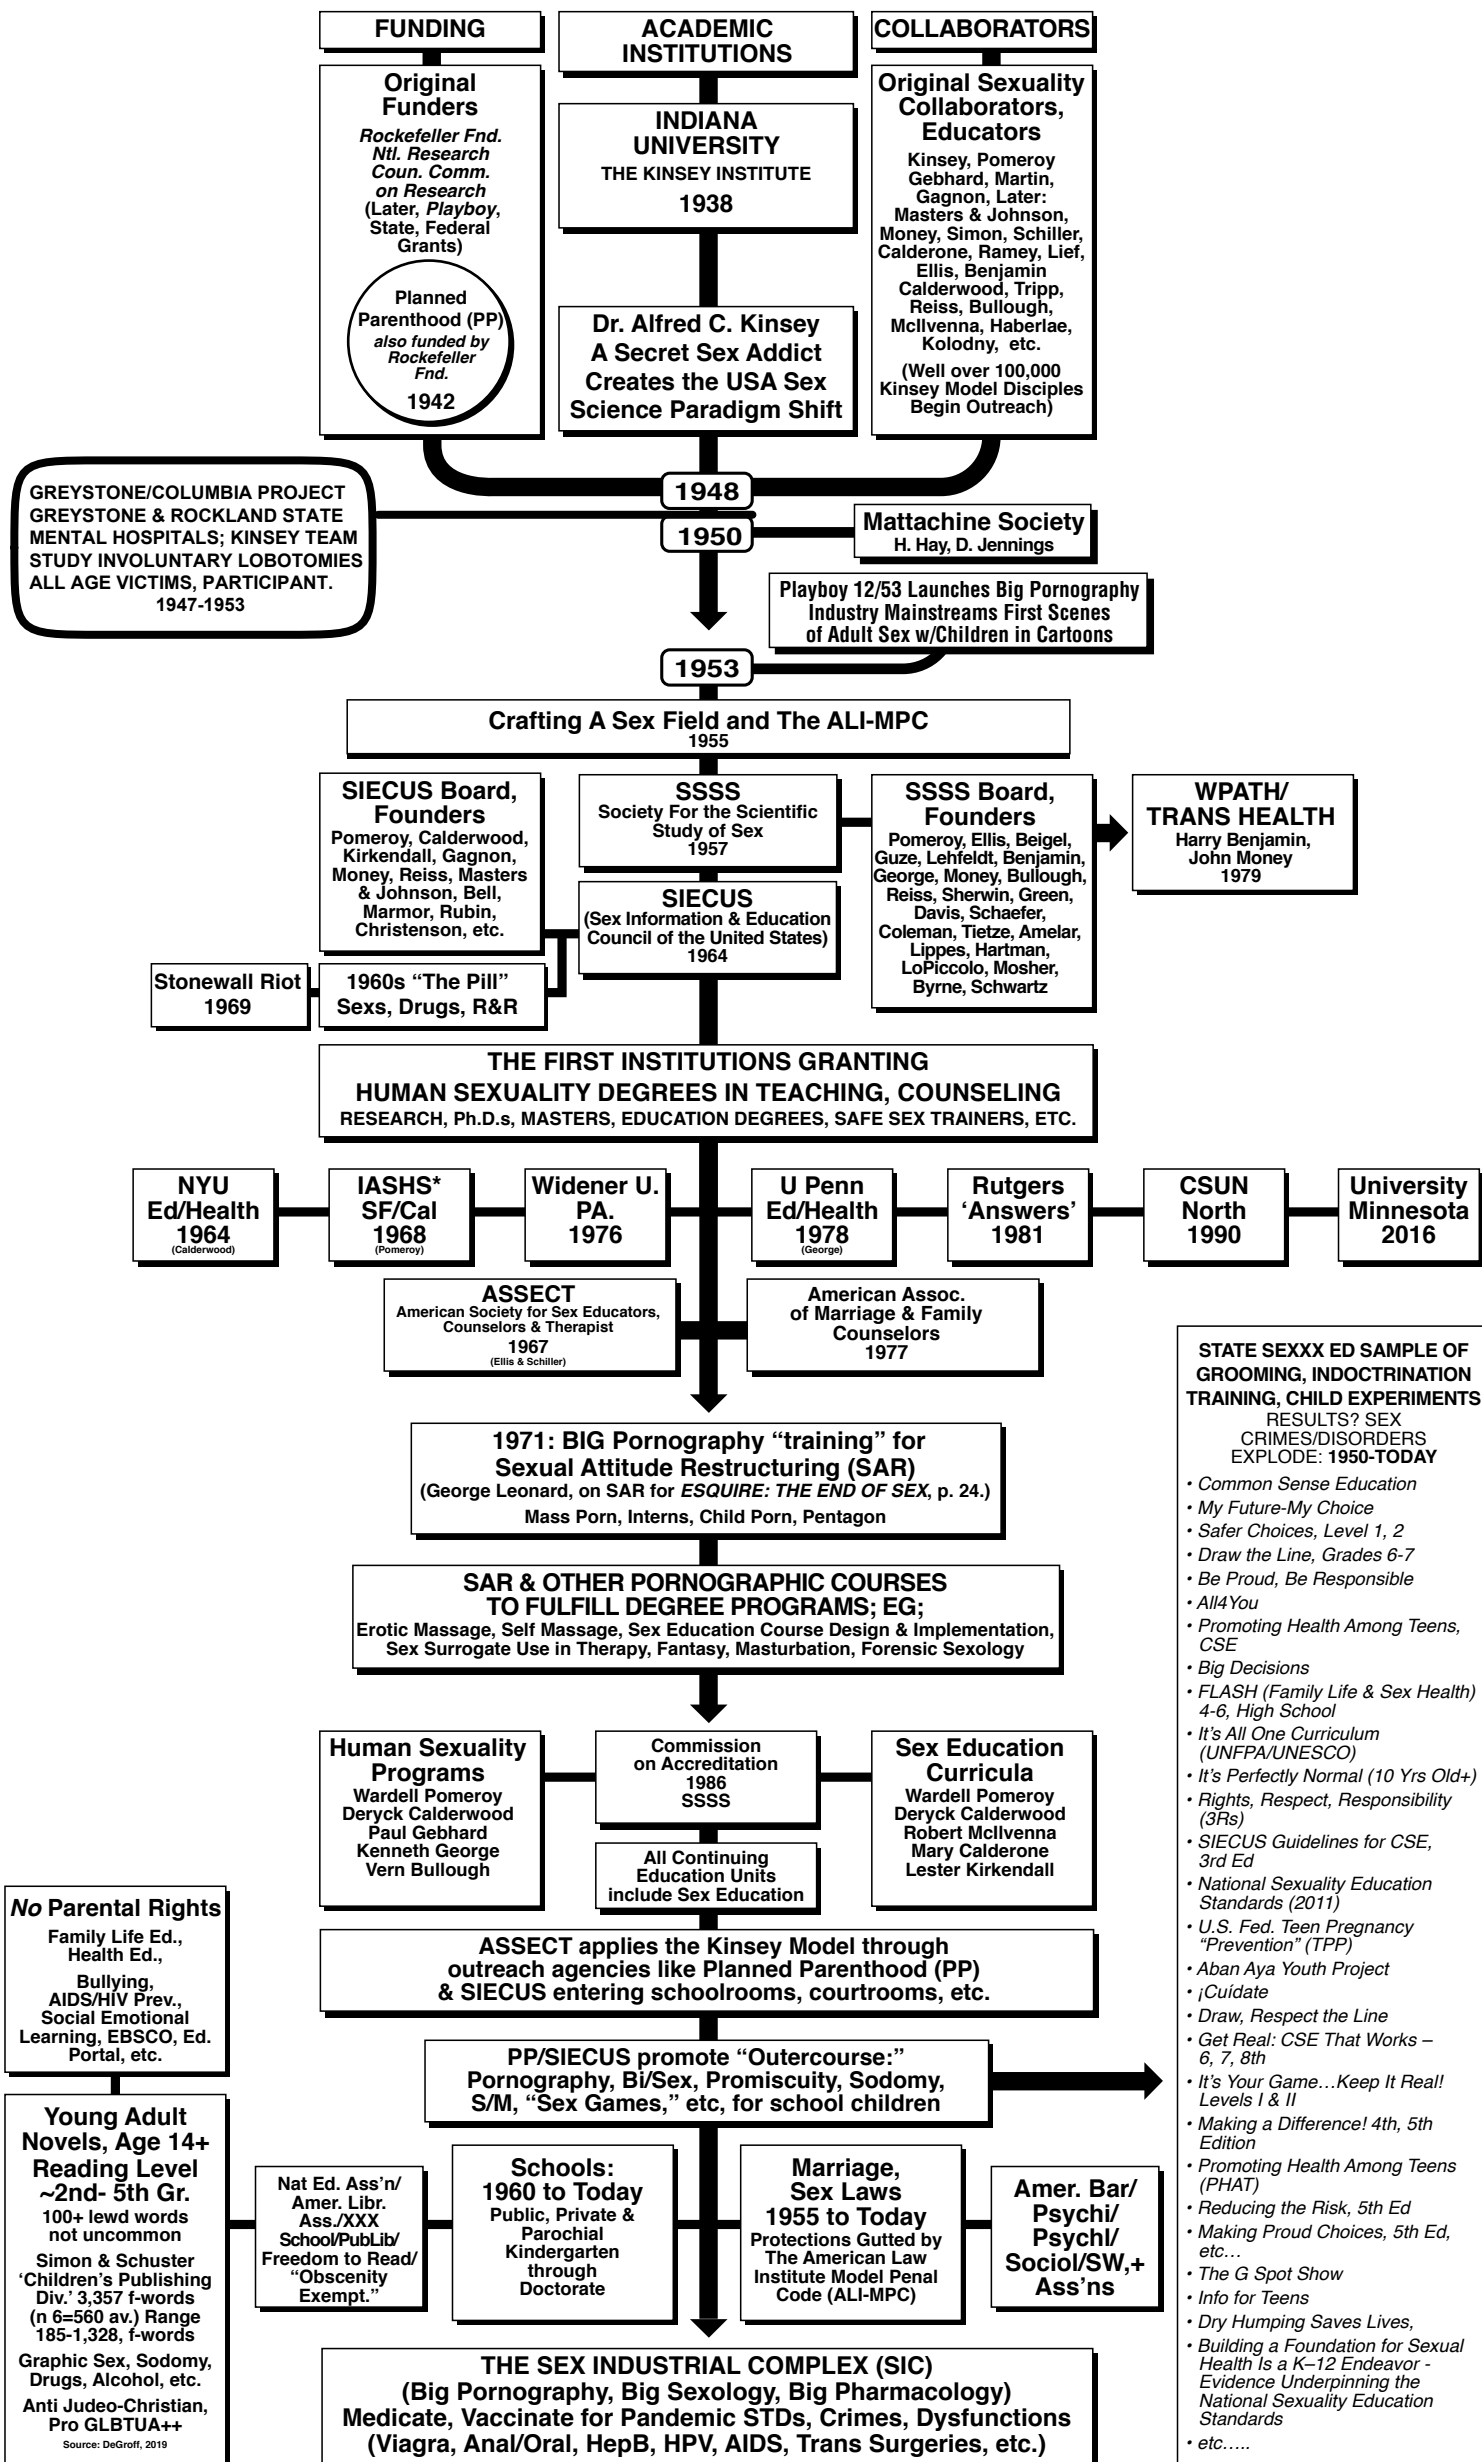 FUNDING
Original
Funders
Rockefeller Fnd.
Ntl. Research
Coun. Comm.
on Research
(Later, Playboy,
State, Federal
Grants)
Planned
Parenthood (PP)
also funded by
Rockefeller
Fnd.
1942
ACADEMIC
INSTITUTIONS
INDIANA
UNIVERSITY
THE KINSEY INSTITUTE
1938
Dr. Alfred C. Kinsey
A Secret Sex Addict
Creates the USA Sex
Science Paradigm Shift
COLLABORATORS
Original Sexuality
Collaborators,
Educators
Kinsey, Pomeroy
Gebhard, Martin,
Gagnon, Later:
Masters & Johnson,
Money, Simon, Schiller,
Calderone, Ramey, Lief,
Ellis, Benjamin
Calderwood, Tripp,
Reiss, Bullough,
McIlvenna, Haberlae,
Kolodny, etc.
(Well over 100,000
Kinsey Model Disciples
Begin Outreach)
1948
GREYSTONE/COLUMBIA PROJECT
GREYSTONE & ROCKLAND STATE
MENTAL HOSPITALS; KINSEY TEAM
STUDY INVOLUNTARY LOBOTOMIES
ALL AGE VICTIMS, PARTICIPANT.
1947-1953
1950
Mattachine Society
H. Hay, D. Jennings
Playboy 12/53 Launches Big Pornography
Industry Mainstreams First Scenes
of Adult Sex w/Children in Cartoons
1953
Crafting A Sex Field and The ALI-MPC
1955
SIECUS Board,
Founders
Pomeroy, Calderwood,
Kirkendall, Gagnon,
Money, Reiss, Masters
& Johnson, Bell,
Marmor, Rubin,
Christenson, etc.
SSSS
Society For the Scientific
Study of Sex
1957
SIECUS
(Sex Information & Education
Council of the United States)
1964
SSSS Board,
Founders
Pomeroy, Ellis, Beigel,
Guze, Lehfeldt, Benjamin,
George, Money, Bullough,
Reiss, Sherwin, Green,
Davis, Schaefer,
Coleman, Tietze, Amelar,
Lippes, Hartman,
LoPiccolo, Mosher,
Byrne, Schwartz
WPATH/
TRANS HEALTH
Harry Benjamin,
John Money
1979
Stonewall Riot
1969
1960s “The Pill”
Sexs, Drugs, R&R
THE FIRST INSTITUTIONS GRANTING
HUMAN SEXUALITY DEGREES IN TEACHING, COUNSELING
RESEARCH, Ph.D.s, MASTERS, EDUCATION DEGREES, SAFE SEX TRAINERS, ETC.
NYU
Ed/Health
1964
(Calderwood)
IASHS*
SF/Cal
1968
(Pomeroy)
Widener U.
PA.
1976
U Penn
Ed/Health
1978
(George)
Rutgers
‘Answers’
1981
CSUN
North
1990
University
Minnesota
2016
ASSECT
American Society for Sex Educators,
Counselors & Therapist
1967
(Ellis & Schiller)
American Assoc.
of Marriage & Family
Counselors
1977
1971: BIG Pornography “training” for
Sexual Attitude Restructuring (SAR)
(George Leonard, on SAR for ESQUIRE: THE END OF SEX, p. 24.)
Mass Porn, Interns, Child Porn, Pentagon
SAR & OTHER PORNOGRAPHIC COURSES
TO FULFILL DEGREE PROGRAMS; EG;
Erotic Massage, Self Massage, Sex Education Course Design & Implementation,
Sex Surrogate Use in Therapy, Fantasy, Masturbation, Forensic Sexology
Human Sexuality
Programs
Wardell Pomeroy
Deryck Calderwood
Paul Gebhard
Kenneth George
Vern Bullough
Commission
on Accreditation
1986
SSSS
All Continuing
Education Units
include Sex Education
Sex Education
Curricula
Wardell Pomeroy
Deryck Calderwood
Robert McIlvenna
Mary Calderone
Lester Kirkendall
ASSECT applies the Kinsey Model through
outreach agencies like Planned Parenthood (PP)
& SIECUS entering schoolrooms, courtrooms, etc.
PP/SIECUS promote “Outercourse:”
Pornography, Bi/Sex, Promiscuity, Sodomy,
S/M, “Sex Games,” etc, for school children
No Parental Rights
Family Life Ed.,
Health Ed.,
Bullying,
AIDS/HIV Prev.,
Social Emotional
Learning, EBSCO, Ed.
Portal, etc.
Young Adult
Novels, Age 14+
Reading Level
~2nd- 5th Gr.
100+ lewd words
not uncommon
Simon & Schuster
‘Children’s Publishing
Div.’ 3,357 f-words
(n 6=560 av.) Range
185-1,328, f-words
Graphic Sex, Sodomy,
Drugs, Alcohol, etc.
Anti Judeo-Christian,
Pro GLBTUA++
Source: DeGroff, 2019
Nat Ed. Ass’n/
Amer. Libr.
Ass./XXX
School/PubLib/
Freedom to Read/
“Obscenity
Exempt.”
Schools:
1960 to Today
Public, Private &
Parochial
Kindergarten
through
Doctorate
Marriage,
Sex Laws
1955 to Today
Protections Gutted by
The American Law
Institute Model Penal
Code (ALI-MPC)
Amer. Bar/
Psychi/
Psychl/
Sociol/SW,+
Ass’ns
THE SEX INDUSTRIAL COMPLEX (SIC)
(Big Pornography, Big Sexology, Big Pharmacology)
Medicate, Vaccinate for Pandemic STDs, Crimes, Dysfunctions
(Viagra, Anal/Oral, HepB, HPV, AIDS, Trans Surgeries, etc.)
STATE SEXXX ED SAMPLE OF
GROOMING, INDOCTRINATION
TRAINING, CHILD EXPERIMENTS
RESULTS? SEX
CRIMES/DISORDERS
EXPLODE: 1950-TODAY
• Common Sense Education
• My Future-My Choice
• Safer Choices, Level 1, 2
• Draw the Line, Grades 6-7
• Be Proud, Be Responsible
• All4You
• Promoting Health Among Teens,
CSE
• Big Decisions
• FLASH (Family Life & Sex Health)
4-6, High School
• It’s All One Curriculum
(UNFPA/UNESCO)
• It’s Perfectly Normal (10 Yrs Old+)
• Rights, Respect, Responsibility
(3Rs)
• SIECUS Guidelines for CSE,
3rd Ed
• National Sexuality Education
Standards (2011)
• U.S. Fed. Teen Pregnancy
“Prevention” (TPP)
• Aban Aya Youth Project
• ¡Cuídate
• Draw, Respect the Line
• Get Real: CSE That Works –
6, 7, 8th
• It’s Your Game…Keep It Real!
Levels I & II
• Making a Difference! 4th, 5th
Edition
• Promoting Health Among Teens
(PHAT)
• Reducing the Risk, 5th Ed
• Making Proud Choices, 5th Ed,
etc…
• The G Spot Show
• Info for Teens
• Dry Humping Saves Lives,
• Building a Foundation for Sexual
Health Is a K–12 Endeavor -
Evidence Underpinning the
National Sexuality Education
Standards
• etc…..